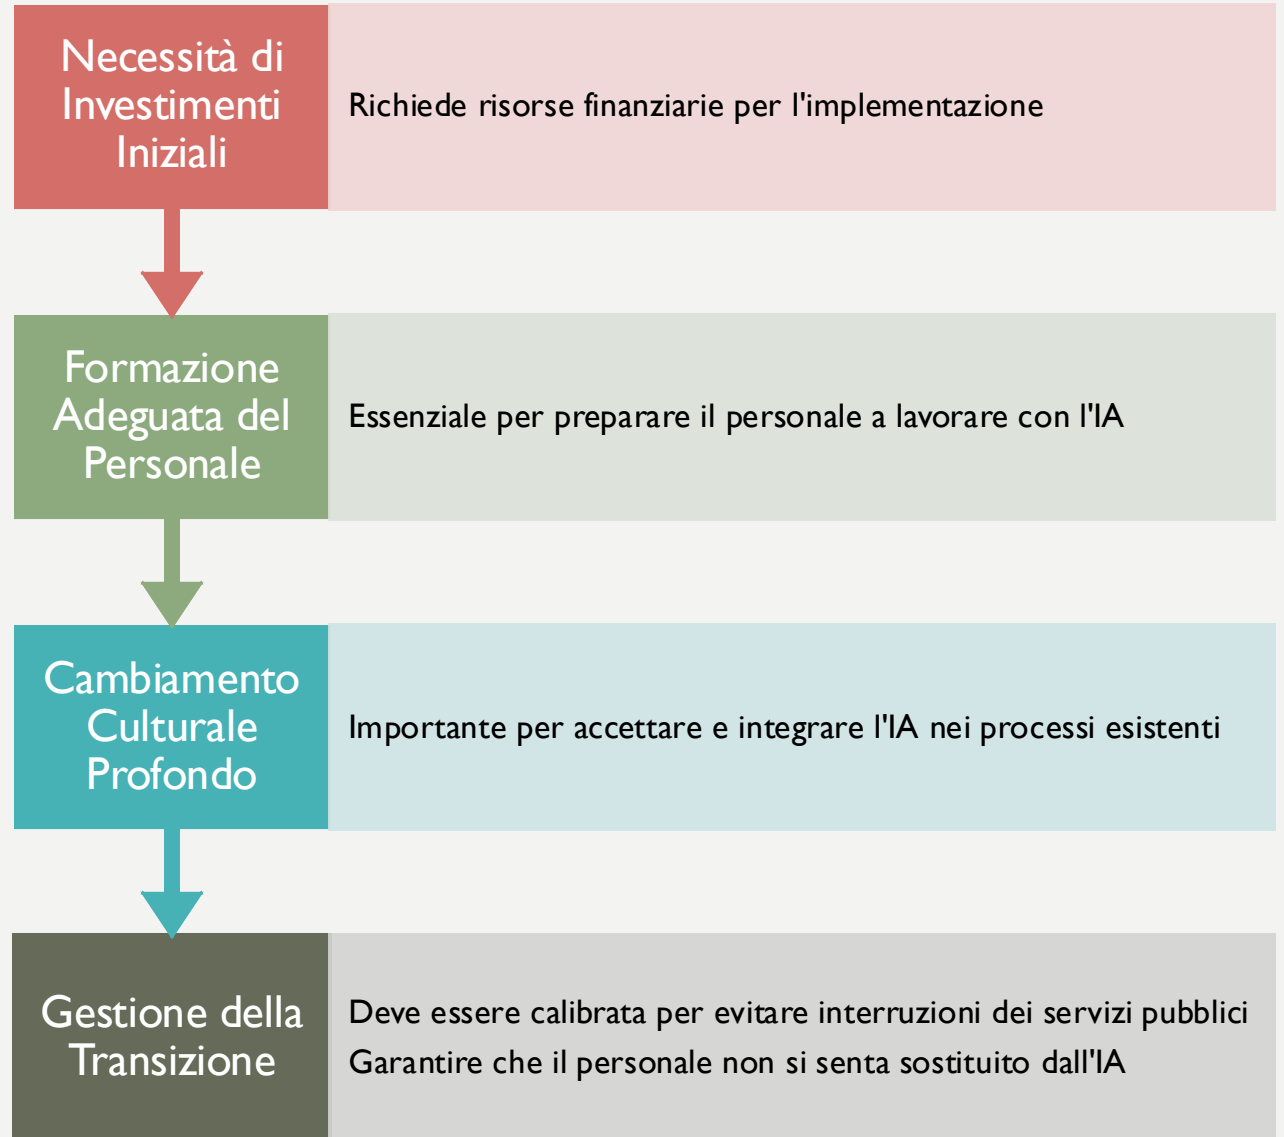 Necessità di
Investimenti
Iniziali
Richiede risorse finanziarie per l'implementazione
Formazione
Adeguata del
Personale
Essenziale per preparare il personale a lavorare con l'IA
Cambiamento
Culturale
Profondo
Importante per accettare e integrare l'IA nei processi esistenti
Gestione della
Transizione
Deve essere calibrata per evitare interruzioni dei servizi pubblici
Garantire che il personale non si senta sostituito dall'IA